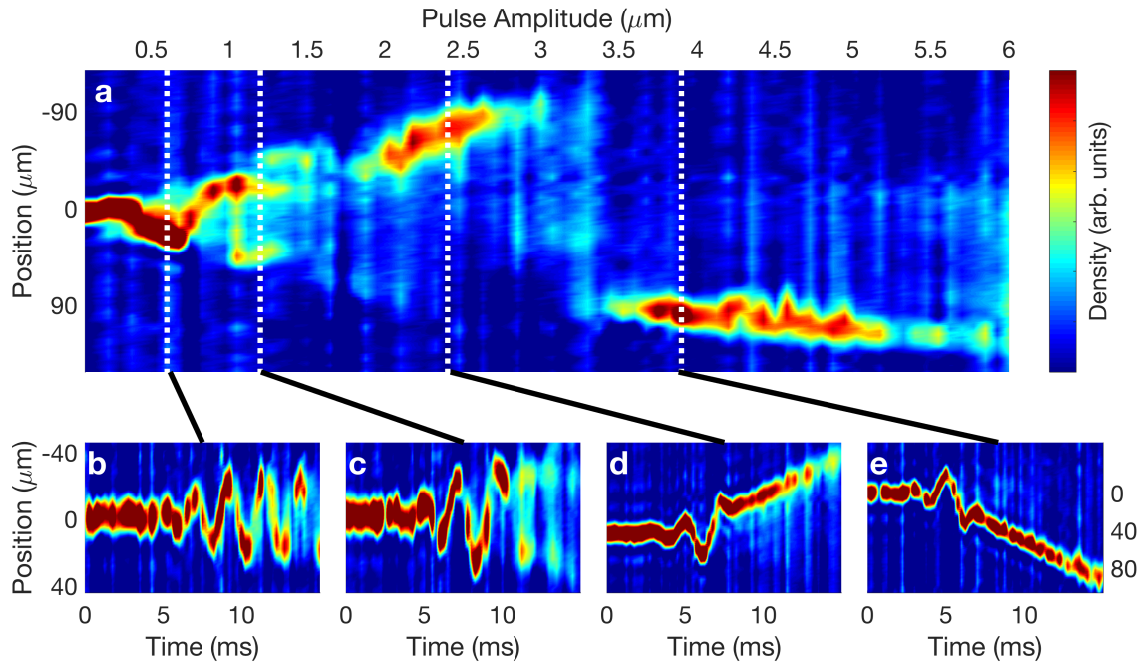 Pulse Amplitude (μm)
0.5 1 1.5 2 2.5 3 3.5 4 4.5 5 5.5 6
a
-90
0
90
Position (μm)
Density (arb. units)
b c d e
-40
0
40
Position (μm)
0
40
80
0 5 10 0 5 10 0 5 10 0 5 10
Time (ms) Time (ms) Time (ms) Time (ms)